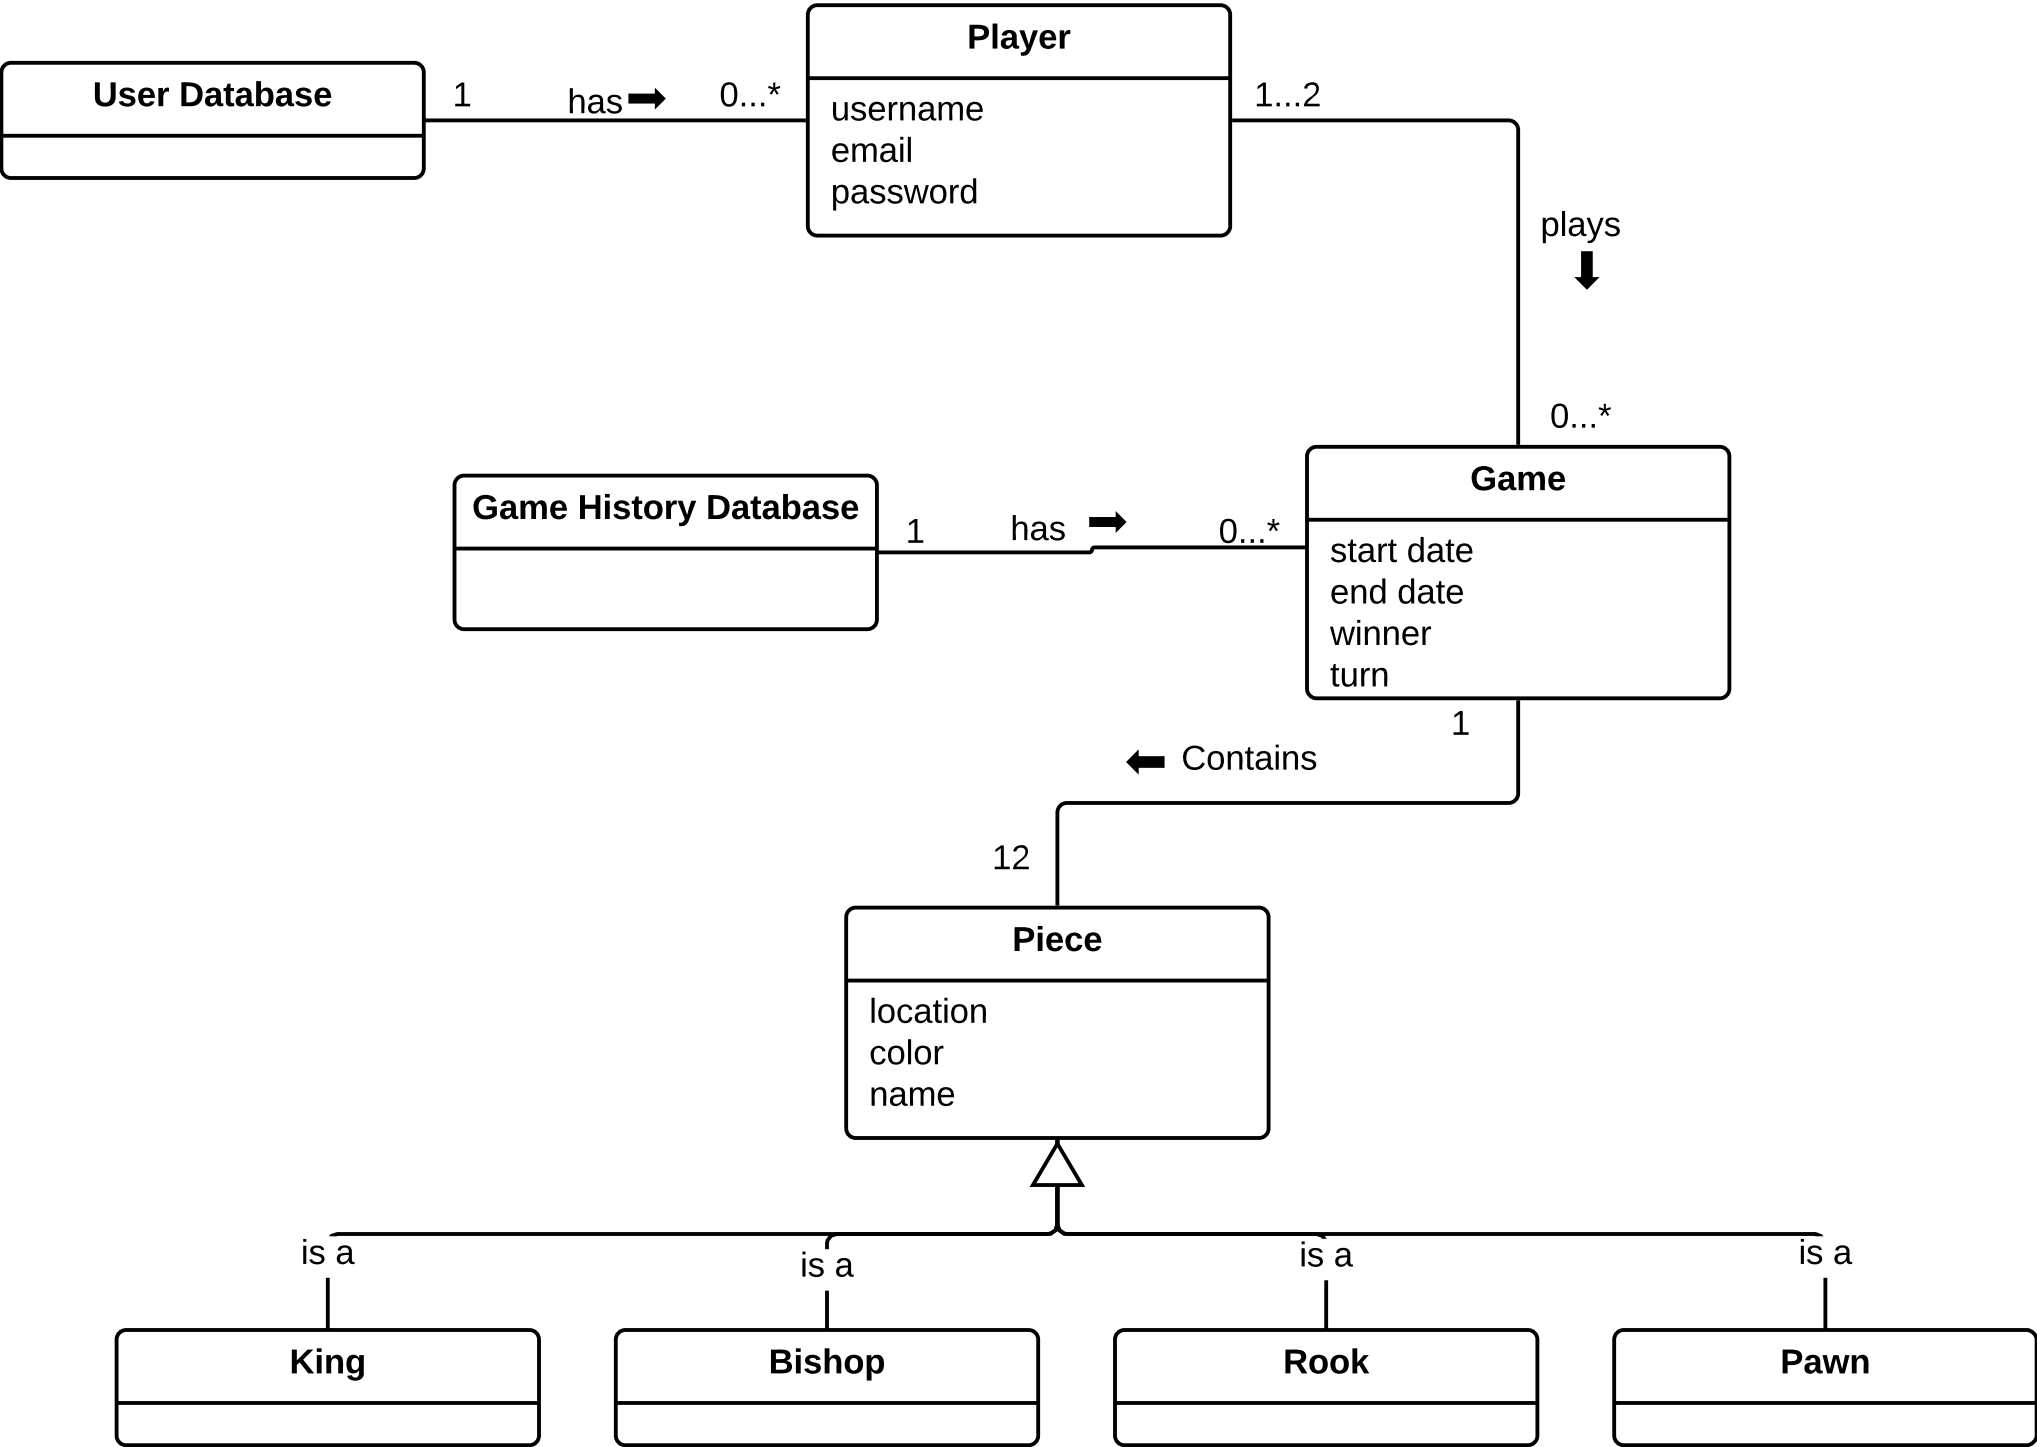 Player
username
email
password
User Database
1
has
0...*
1...2
plays
0...*
Game
start date
end date
winner
turn
Game History Database
1
has
0...*
1
Contains
12
Piece
location
color
name
is a
is a
is a
is a
King
Bishop
Rook
Pawn